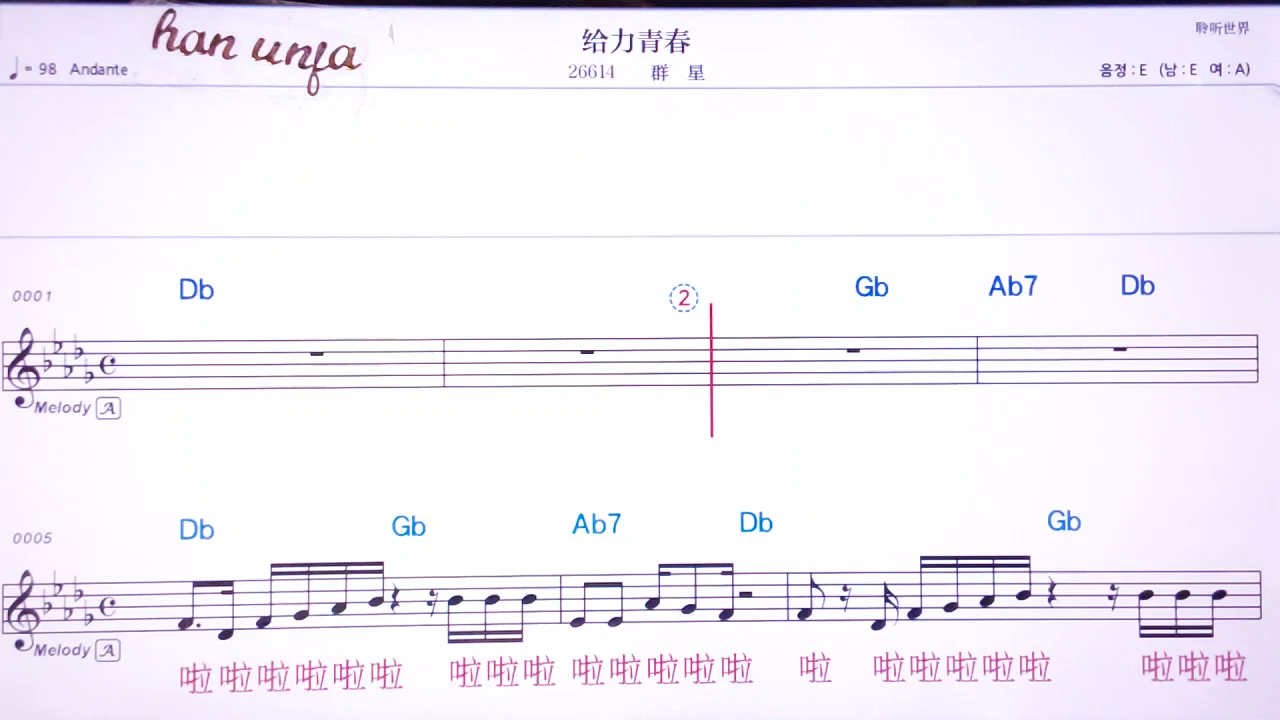 han unfa
给力青春
聆听世界
♩= 98 Andante
26614 群 星
음정 : E (남 : E 여 : A)
0001
Db ② Gb Ab7 Db
Melody A
0005
Db Gb Ab7 Db Gb
Melody A
啦 啦 啦 啦 啦 啦 啦 啦 啦 啦 啦 啦 啦 啦 啦 啦 啦 啦 啦 啦 啦 啦 啦